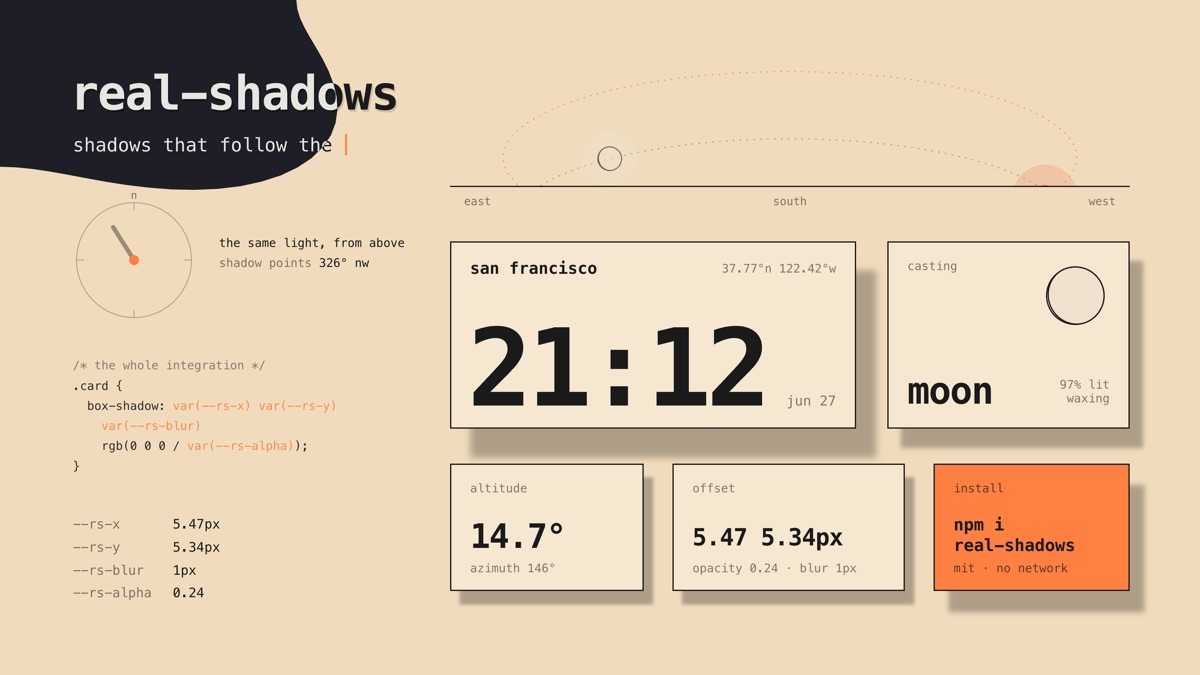 real-shadows
shadows that follow the
n
the same light, from above
shadow points 326° nw
/* the whole integration */
.card {
box-shadow: var(--rs-x) var(--rs-y)
var(--rs-blur)
rgb(0 0 0 / var(--rs-alpha));
}
--rs-x 5.47px
--rs-y 5.34px
--rs-blur 1px
--rs-alpha 0.24
east south west
san francisco 37.77°n 122.42°w
21:12
jun 27
casting
moon
97% lit
waxing
altitude
14.7°
azimuth 146°
offset
5.47 5.34px
opacity 0.24 · blur 1px
install
npm i
real-shadows
mit · no network